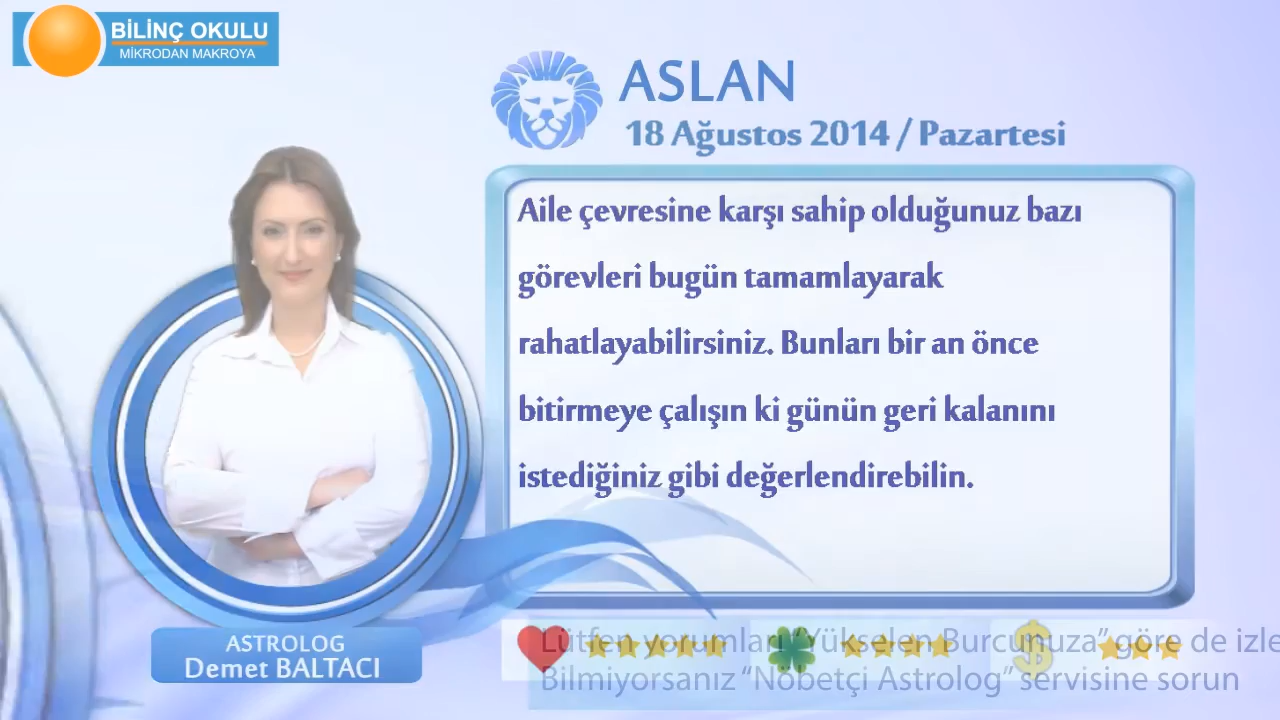 BİLİNÇ OKULU
MİKRODAN MAKROYA
ASLAN
18 Ağustos 2014 / Pazartesi
Aile çevresine karşı sahip olduğunuz bazı
görevleri bugün tamamlayarak
rahatlayabilirsiniz. Bunları bir an önce
bitirmeye çalışın ki günün geri kalanını
istediğiniz gibi değerlendirebilin.
ASTROLOG
Demet BALTACI
Lütfen yorumları "Yükselen Burcunuza" göre de izle
Bilmiyorsanız "Nöbetçi Astrolog" servisine sorun